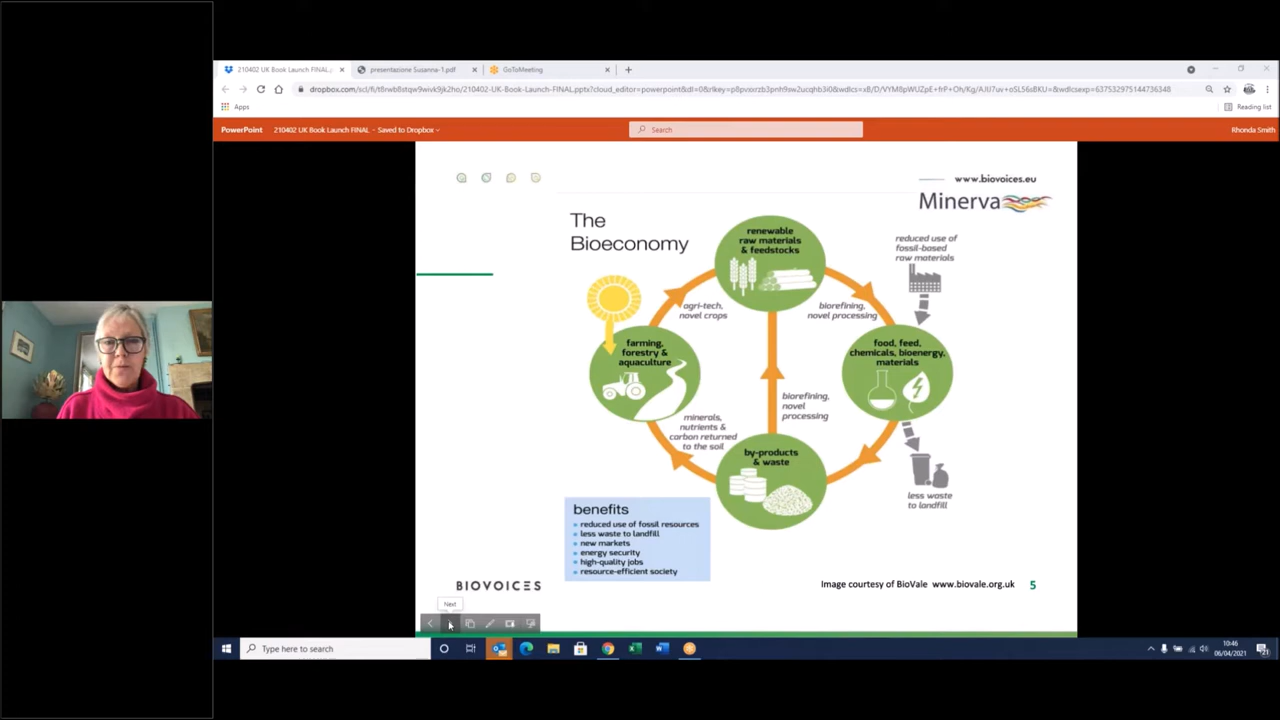 210402 UK Book Launch FINAL.
presentazione Susanna-1.pdf
GoToMeeting
Apps
Reading list
PowerPoint
210402 UK Book Launch FINAL - Saved to Dropbox
Search
Rhonda Smith
www.biovoices.eu
Minerva
The
Bioeconomy
renewable
raw materials
& feedstocks
reduced use of
fossil-based
raw materials
agri-tech,
novel crops
biorefining,
novel processing
farming,
forestry &
aquaculture
food, feed,
chemicals, bioenergy,
materials
biorefining,
novel
processing
minerals,
nutrients &
carbon returned
to the soil
by-products
& waste
less waste
to landfill
benefits
» reduced use of fossil resources
» less waste to landfill
» new markets
» energy security
» high-quality jobs
» resource-efficient society
BIOVOICES
Image courtesy of BioVale www.biovale.org.uk 5
Next
Type here to search
10:46
06/04/2021